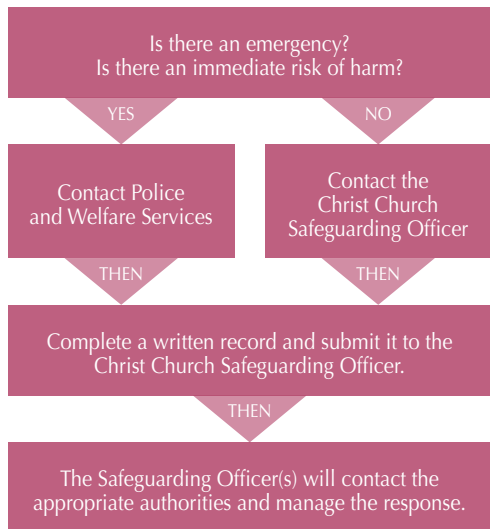 Is there an emergency?
Is there an immediate risk of harm?
YES
NO
Contact Police
and Welfare Services
Contact the
Christ Church
Safeguarding Officer
THEN
THEN
Complete a written record and submit it to the
Christ Church Safeguarding Officer.
THEN
The Safeguarding Officer(s) will contact the
appropriate authorities and manage the response.